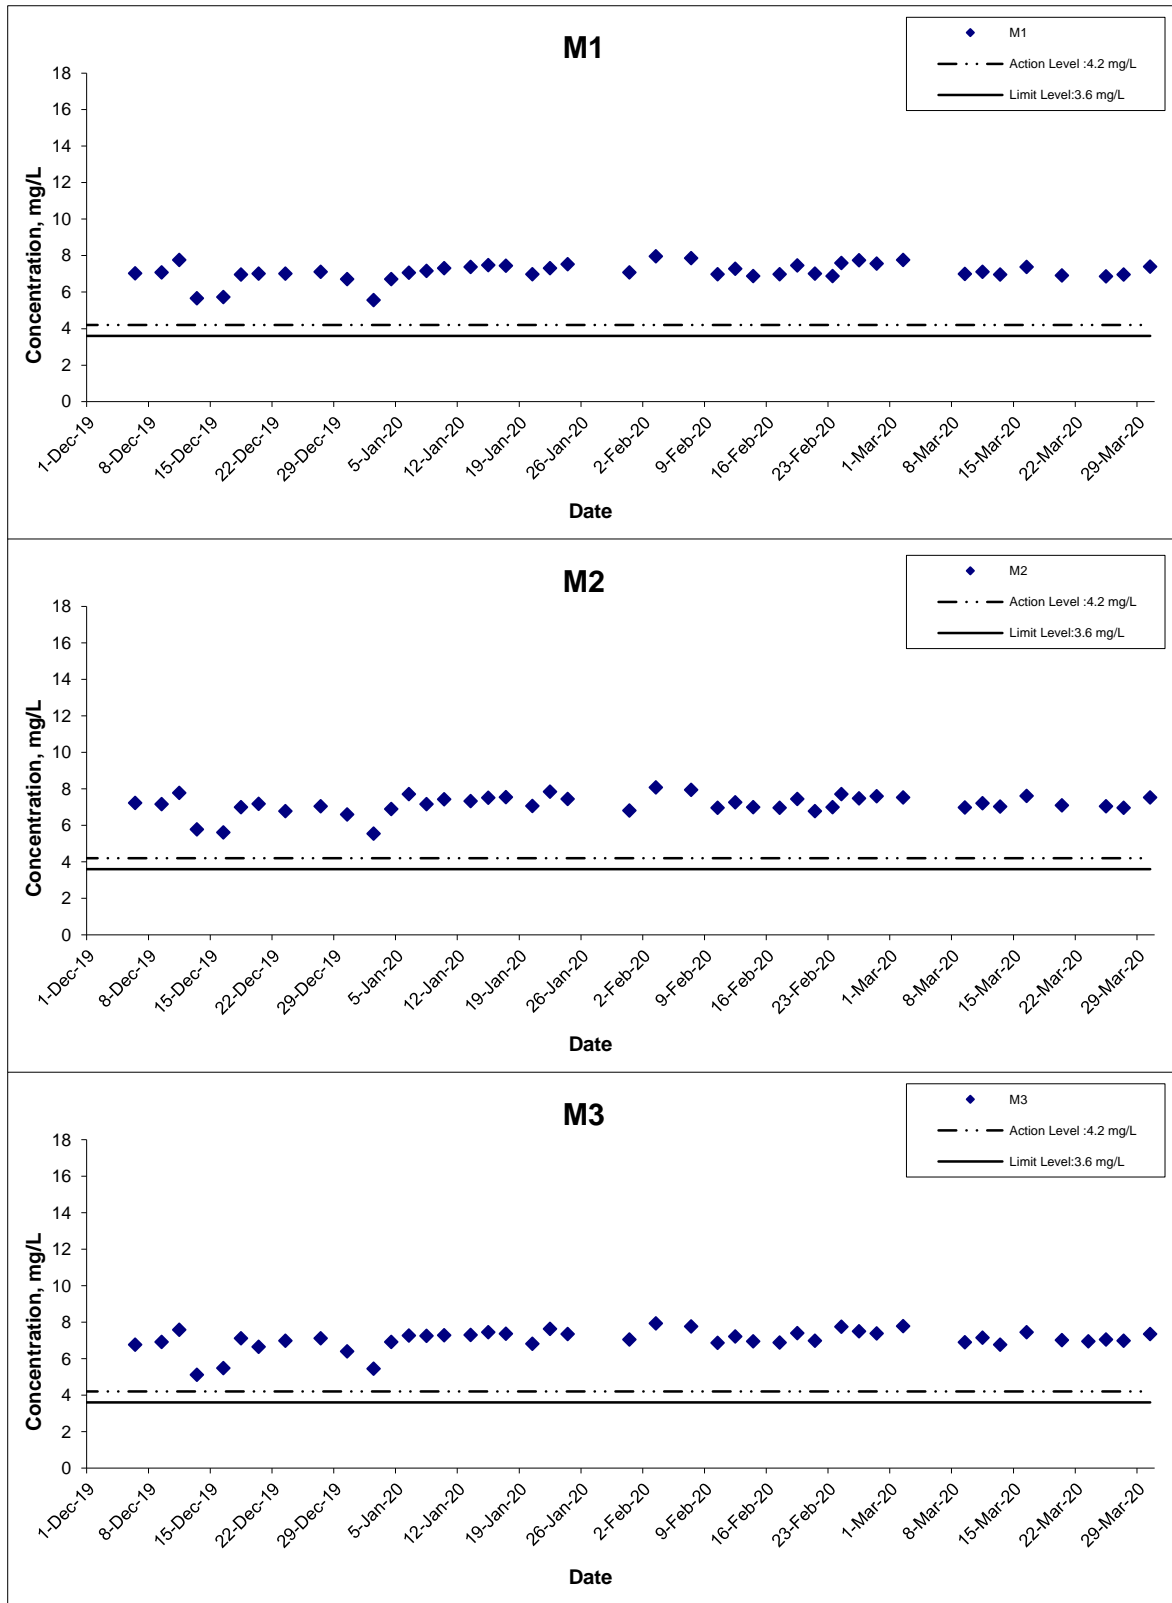 M1
M1
Action Level :4.2 mg/L
Limit Level:3.6 mg/L
Concentration, mg/L
18
16
14
12
10
8
6
4
2
0
1-Dec-19
8-Dec-19
15-Dec-19
22-Dec-19
29-Dec-19
5-Jan-20
12-Jan-20
19-Jan-20
26-Jan-20
2-Feb-20
9-Feb-20
16-Feb-20
23-Feb-20
1-Mar-20
8-Mar-20
15-Mar-20
22-Mar-20
29-Mar-20
Date
M2
M2
Action Level :4.2 mg/L
Limit Level:3.6 mg/L
Concentration, mg/L
18
16
14
12
10
8
6
4
2
0
1-Dec-19
8-Dec-19
15-Dec-19
22-Dec-19
29-Dec-19
5-Jan-20
12-Jan-20
19-Jan-20
26-Jan-20
2-Feb-20
9-Feb-20
16-Feb-20
23-Feb-20
1-Mar-20
8-Mar-20
15-Mar-20
22-Mar-20
29-Mar-20
Date
M3
M3
Action Level :4.2 mg/L
Limit Level:3.6 mg/L
Concentration, mg/L
18
16
14
12
10
8
6
4
2
0
1-Dec-19
8-Dec-19
15-Dec-19
22-Dec-19
29-Dec-19
5-Jan-20
12-Jan-20
19-Jan-20
26-Jan-20
2-Feb-20
9-Feb-20
16-Feb-20
23-Feb-20
1-Mar-20
8-Mar-20
15-Mar-20
22-Mar-20
29-Mar-20
Date